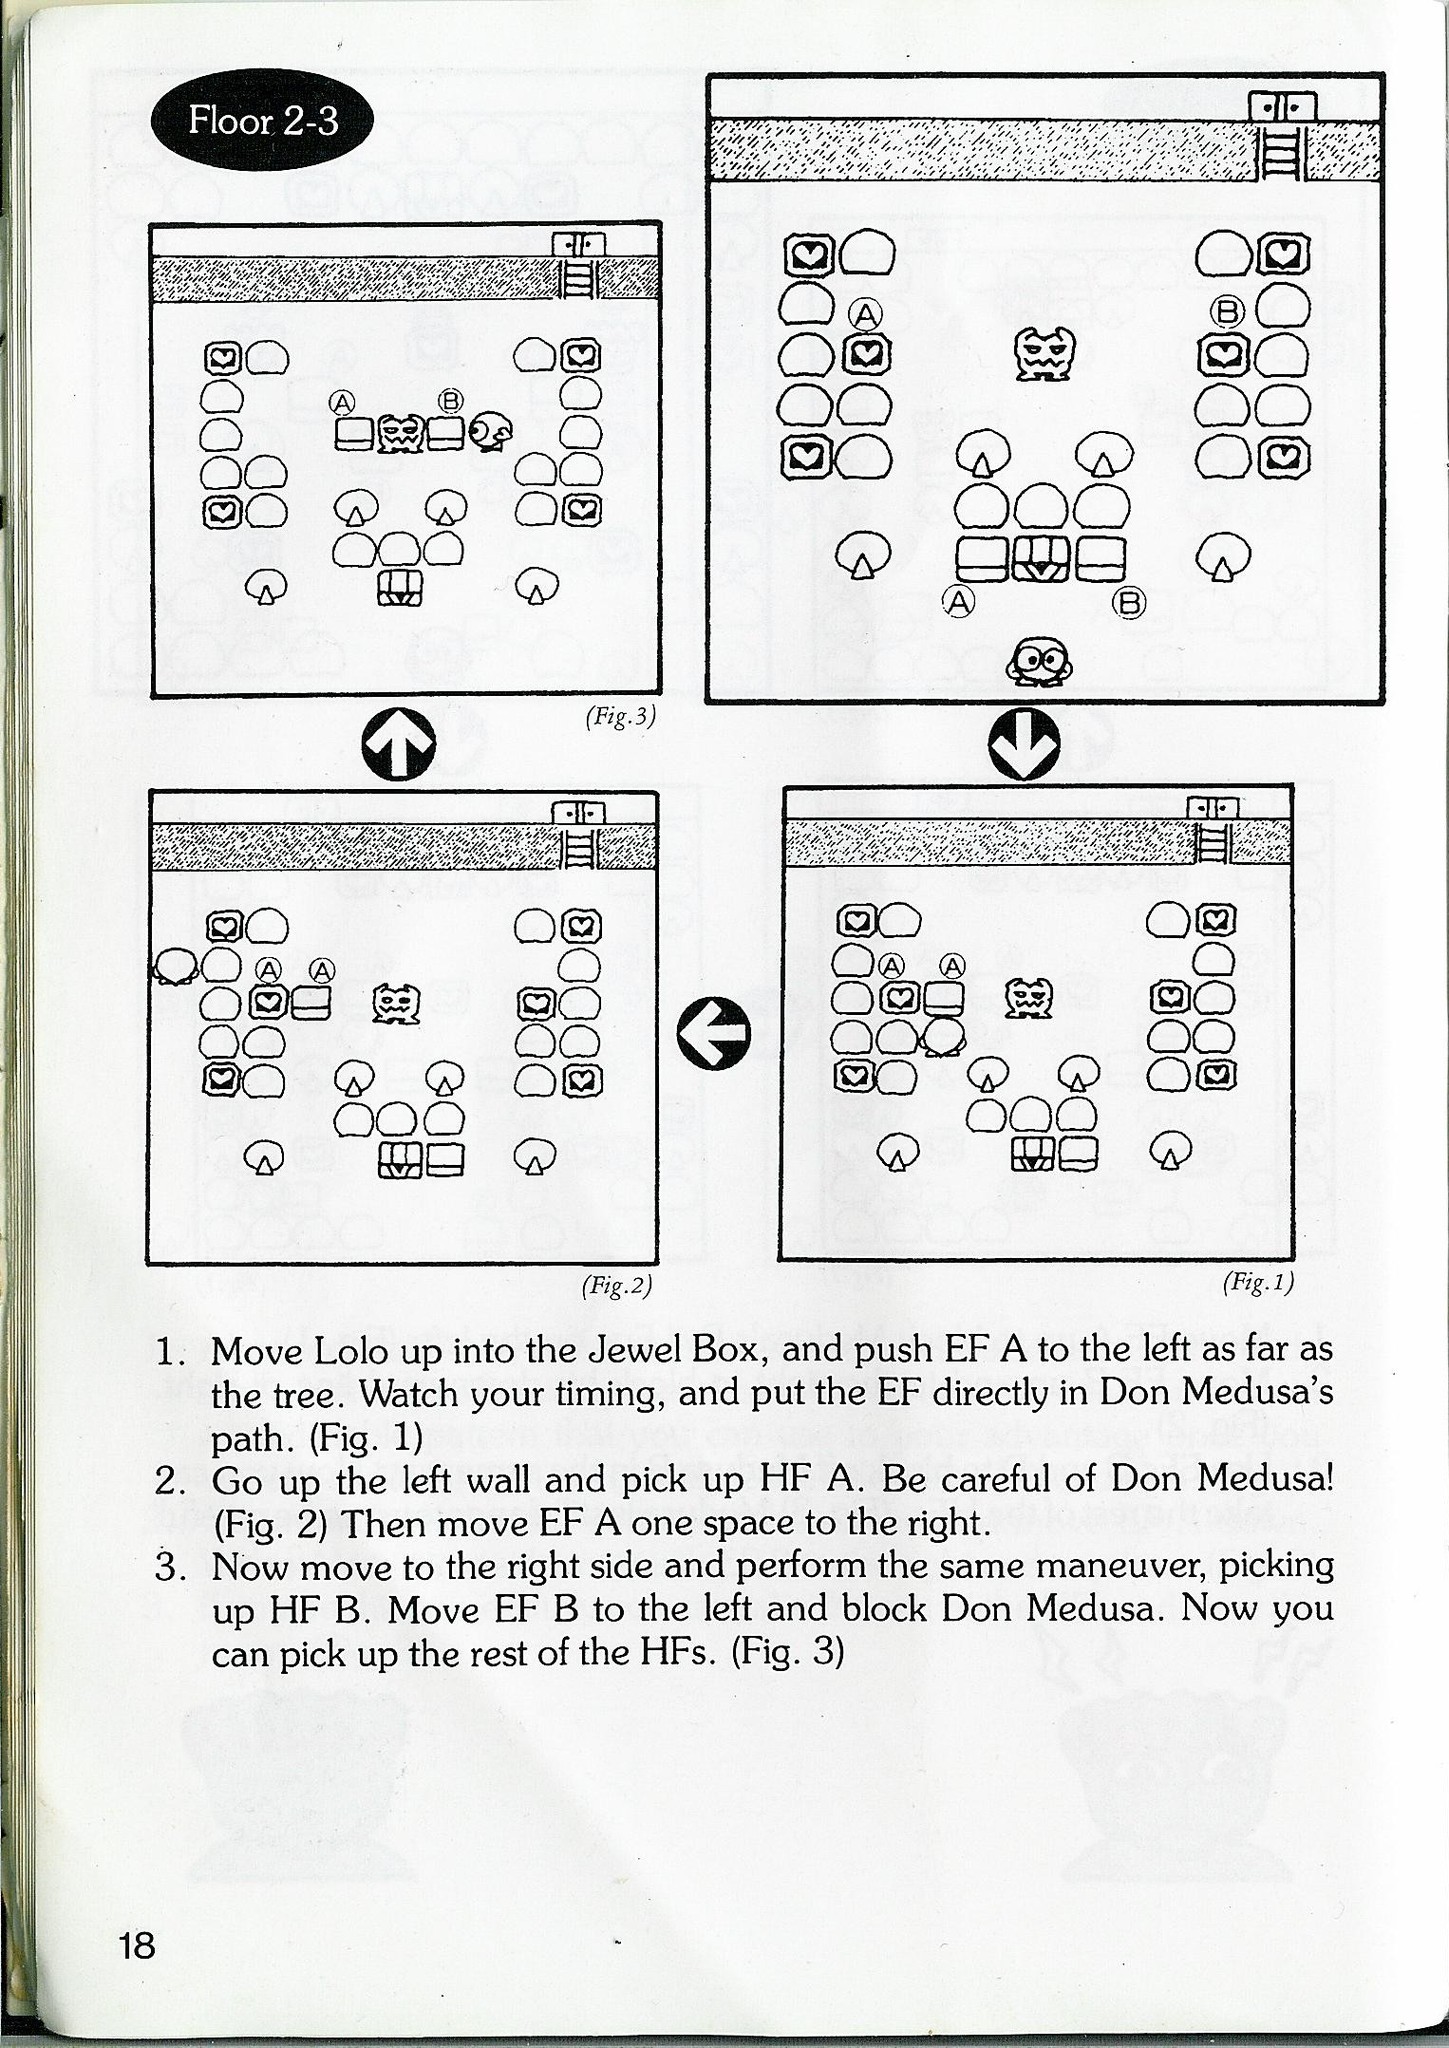 Floor 2-3
A
B
A
B
A
B
(Fig.3)
A
A
A
A
(Fig.2)
(Fig.1)
1. Move Lolo up into the Jewel Box, and push EF A to the left as far as
the tree. Watch your timing, and put the EF directly in Don Medusa's
path. (Fig. 1)
2. Go up the left wall and pick up HF A. Be careful of Don Medusa!
(Fig. 2) Then move EF A one space to the right.
3. Now move to the right side and perform the same maneuver, picking
up HF B. Move EF B to the left and block Don Medusa. Now you
can pick up the rest of the HFs. (Fig. 3)
18